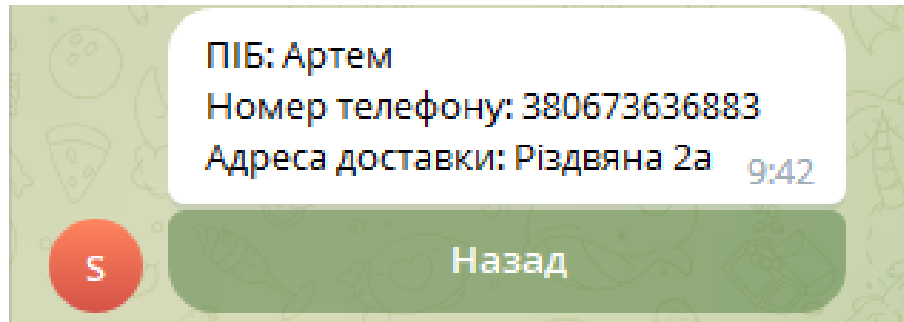 ПІБ: Артем
Номер телефону: 380673636883
Адреса доставки: Різдвяна 2а
9:42
S
Назад